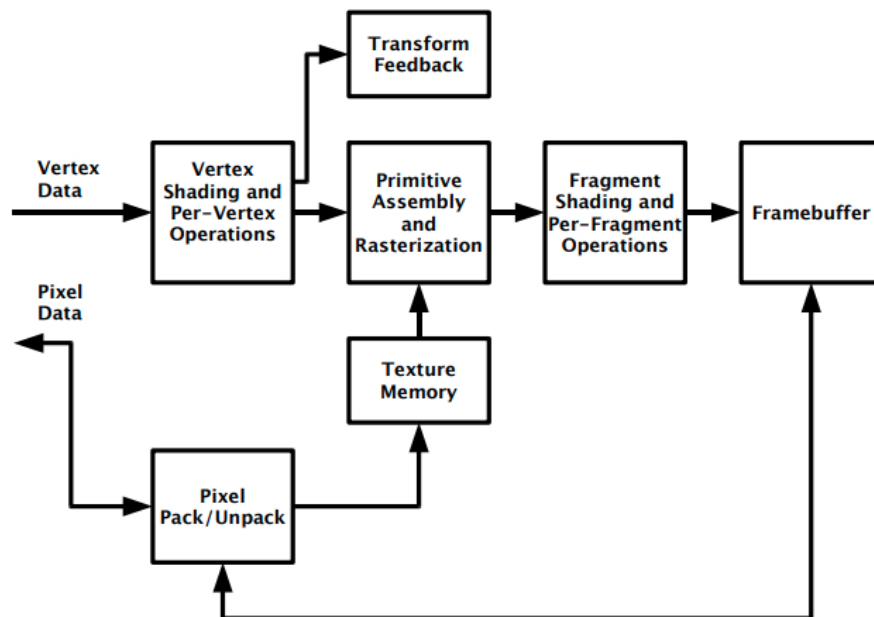 Transform
Feedback
Vertex
Data
Vertex
Shading and
Per-Vertex
Operations
Primitive
Assembly
and
Rasterization
Fragment
Shading and
Per-Fragment
Operations
Framebuffer
Pixel
Data
Texture
Memory
Pixel
Pack/Unpack